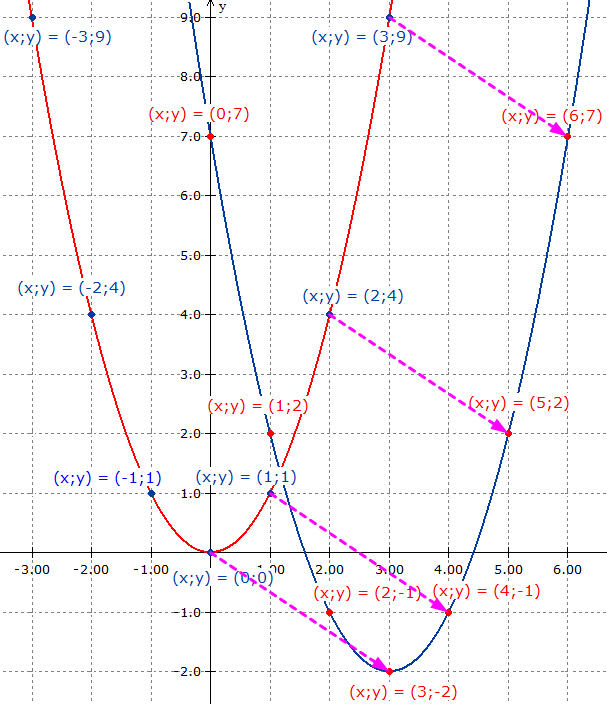 y
9.0
(x;y) = (-3;9)
(x;y) = (3;9)
8.0
(x;y) = (0;7)
(x;y) = (6;7)
7.0
6.0
5.0
(x;y) = (-2;4)
(x;y) = (2;4)
4.0
3.0
(x;y) = (1;2)
(x;y) = (5;2)
2.0
(x;y) = (-1;1)
(x;y) = (1;1)
1.0
-3.00 -2.00 -1.00 1.00 2.00 3.00 4.00 5.00 6.00
(x;y) = (0;0)
(x;y) = (2;-1)
(x;y) = (4;-1)
-1.0
-2.0
(x;y) = (3;-2)